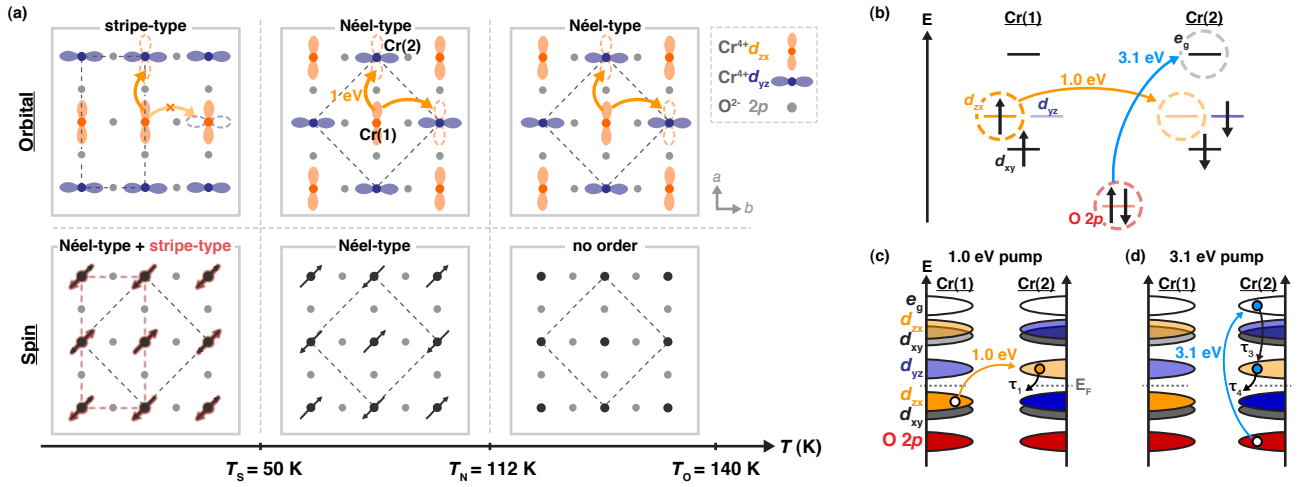 (a)
stripe-type
Néel-type
Néel-type
Orbital
Cr(2)
1 eV
Cr(1)
Cr⁴⁺dzx
Cr⁴⁺dyz
O²⁻ 2p
a
b
Néel-type + stripe-type
Néel-type
no order
Spin
T (K)
TS = 50 K
TN = 112 K
TO = 140 K
(b)
E
Cr(1)
Cr(2)
eg
3.1 eV
1.0 eV
dzx
dyz
dxy
O 2p
(c)
1.0 eV pump
E
Cr(1)
Cr(2)
eg
dzx
dxy
1.0 eV
dyz
τ1
EF
dzx
dxy
O 2p
(d)
3.1 eV pump
Cr(1)
Cr(2)
3.1 eV
τ3
τ4